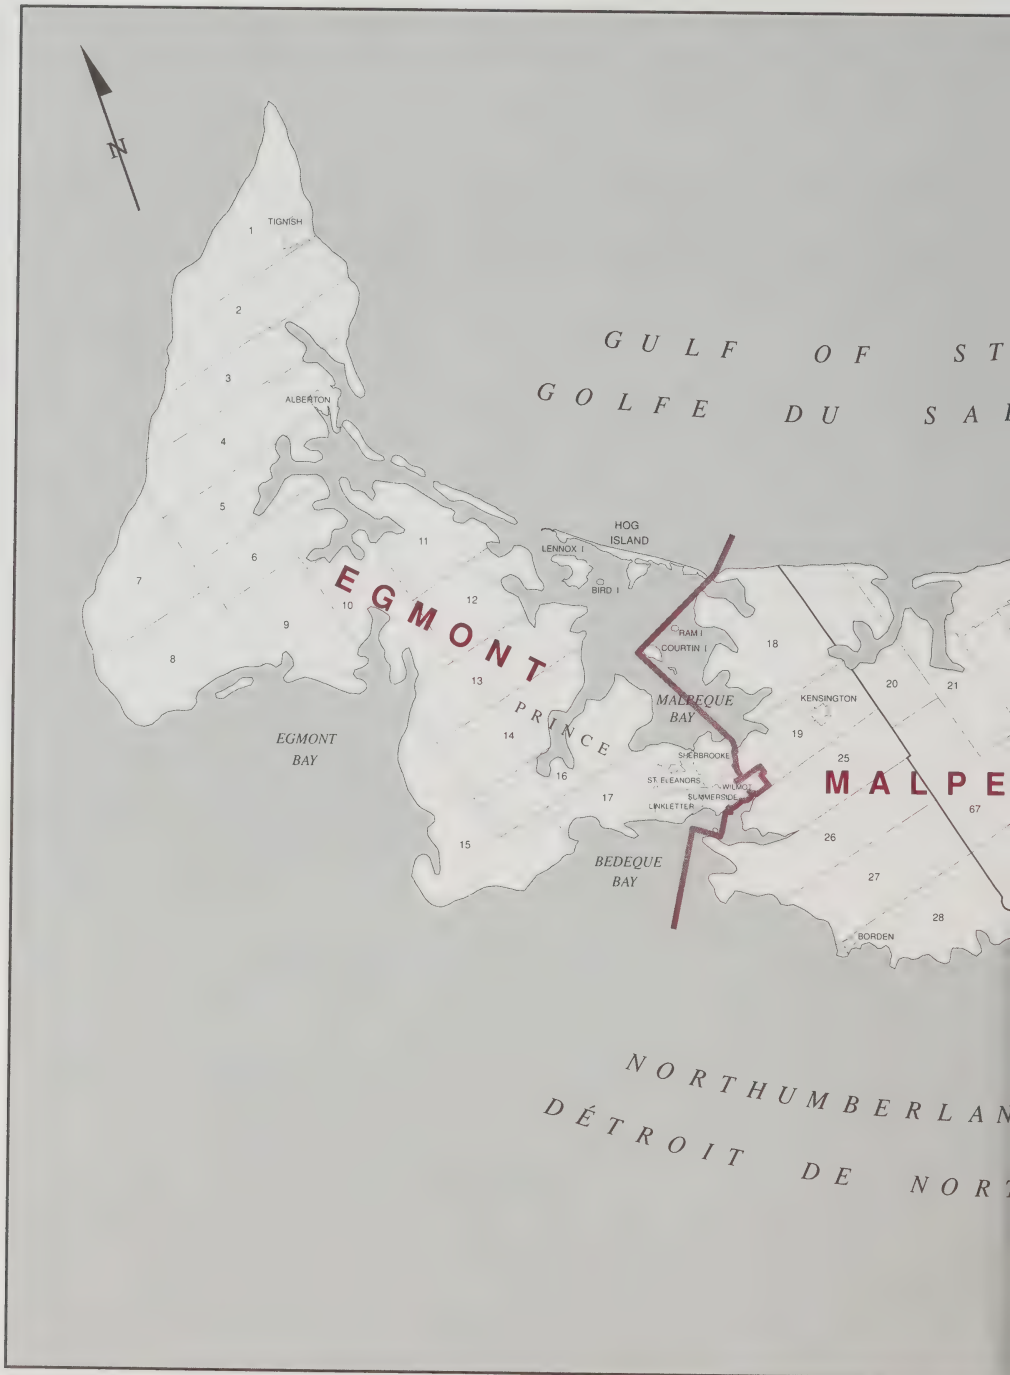 N
1
TIGNISH
2
GULF OF ST
3
GOLFE DU SA
ALBERTON
4
5
HOG
ISLAND
11
LENNOX I
6
7
BIRD I
EGMONT
12
10
9
RAM I
18
COURTIN I
8
13
20
21
MALPEQUE
BAY
KENSINGTON
PRINCE
14
EGMONT
BAY
19
SHERBROOKE
25
16
ST. ELEANORS
WILMOT
MALPE
17
SUMMERSIDE
LINKLETTER
67
15
26
BEDEQUE
BAY
27
28
BORDEN
NORTHUMBERLAN
DÉTROIT DE NORT